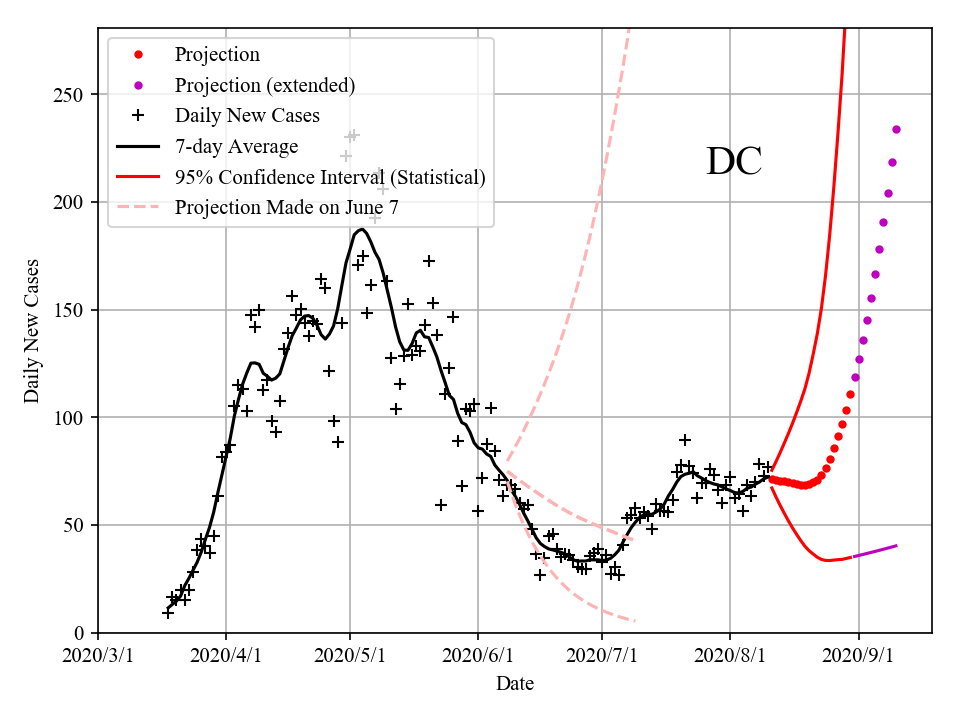 Projection
Projection (extended)
Daily New Cases
7-day Average
95% Confidence Interval (Statistical)
Projection Made on June 7
DC
250
200
150
100
50
0
Daily New Cases
2020/3/1 2020/4/1 2020/5/1 2020/6/1 2020/7/1 2020/8/1 2020/9/1
Date